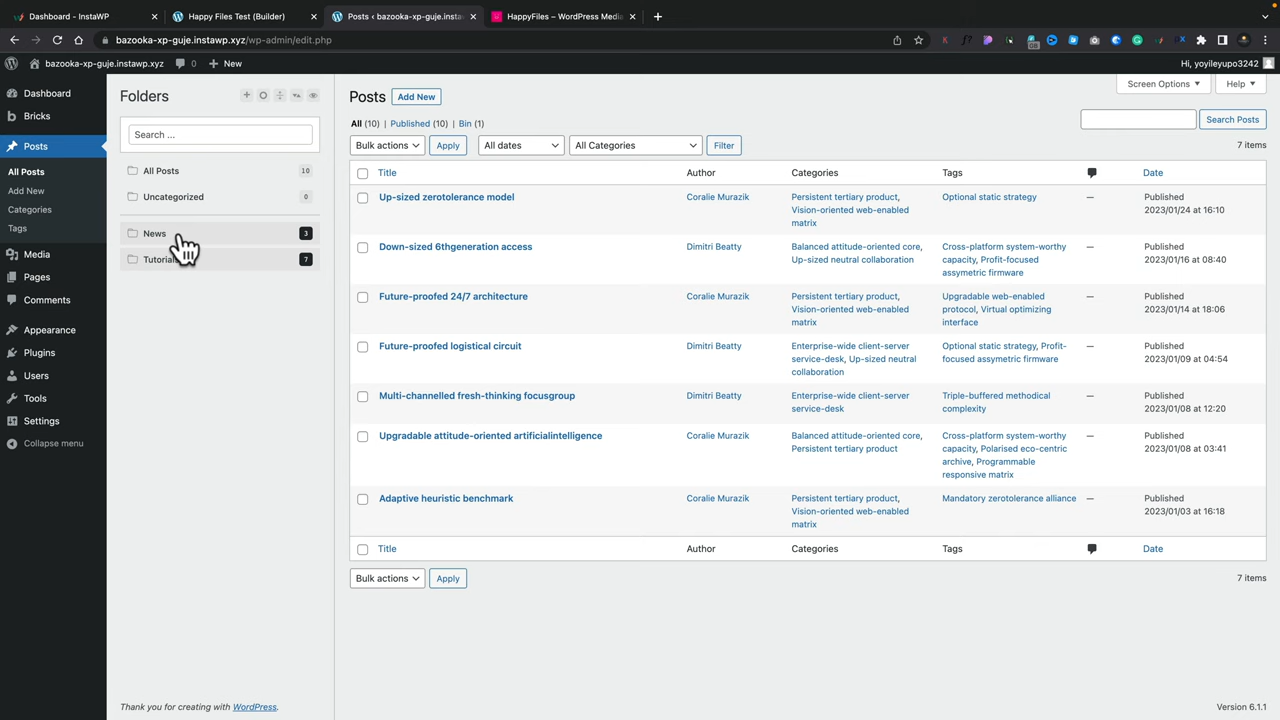 Dashboard - InstaWP
Happy Files Test (Builder)
Posts ‹ bazooka-xp-guje.instawp
HappyFiles – WordPress Media
bazooka-xp-guje.instawp.xyz/wp-admin/edit.php
bazooka-xp-guje.instawp.xyz
0
New
Hi, yoyileyupo3242
Dashboard
Bricks
Posts
All Posts
Add New
Categories
Tags
Media
Pages
Comments
Appearance
Plugins
Users
Tools
Settings
Collapse menu
Folders
Search ...
All Posts 10
Uncategorized 0
News 3
Tutorial 7
Screen Options
Help
Posts
Add New
All (10) | Published (10) | Bin (1)
Search Posts
Bulk actions
Apply
All dates
All Categories
Filter
7 items
Title Author Categories Tags Date
Up-sized zerotolerance model
Coralie Murazik
Persistent tertiary product,
Vision-oriented web-enabled
matrix
Optional static strategy
—
Published
2023/01/24 at 16:10
Down-sized 6thgeneration access
Dimitri Beatty
Balanced attitude-oriented core,
Up-sized neutral collaboration
Cross-platform system-worthy
capacity, Profit-focused
assymetric firmware
—
Published
2023/01/16 at 08:40
Future-proofed 24/7 architecture
Coralie Murazik
Persistent tertiary product,
Vision-oriented web-enabled
matrix
Upgradable web-enabled
protocol, Virtual optimizing
interface
—
Published
2023/01/14 at 18:06
Future-proofed logistical circuit
Dimitri Beatty
Enterprise-wide client-server
service-desk, Up-sized neutral
collaboration
Optional static strategy, Profit-
focused assymetric firmware
—
Published
2023/01/09 at 04:54
Multi-channelled fresh-thinking focusgroup
Dimitri Beatty
Enterprise-wide client-server
service-desk
Triple-buffered methodical
complexity
—
Published
2023/01/08 at 12:20
Upgradable attitude-oriented artificialintelligence
Coralie Murazik
Balanced attitude-oriented core,
Persistent tertiary product
Cross-platform system-worthy
capacity, Polarised eco-centric
archive, Programmable
responsive matrix
—
Published
2023/01/08 at 03:41
Adaptive heuristic benchmark
Coralie Murazik
Persistent tertiary product,
Vision-oriented web-enabled
matrix
Mandatory zerotolerance alliance
—
Published
2023/01/03 at 16:18
Title Author Categories Tags Date
Bulk actions
Apply
7 items
Thank you for creating with WordPress.
Version 6.1.1